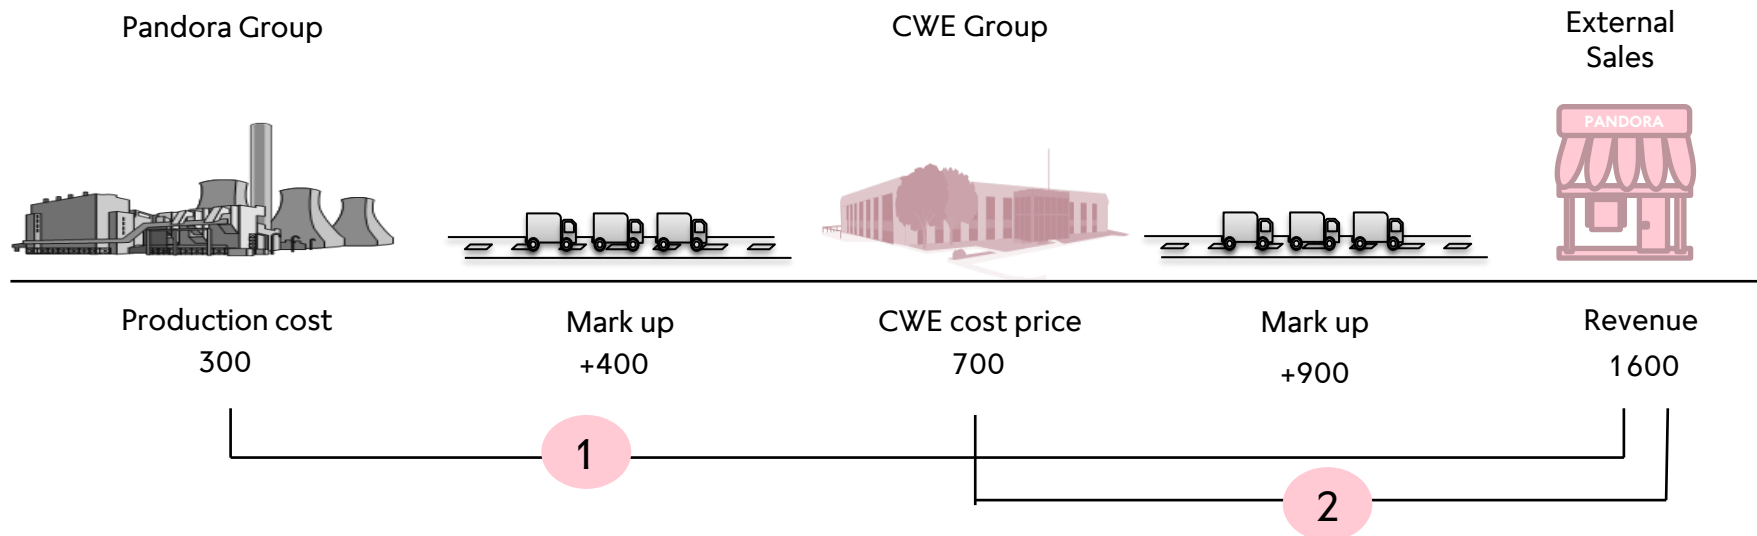 Pandora Group
CWE Group
External
Sales
PANDORA
Production cost
300
Mark up
+400
CWE cost price
700
Mark up
+900
Revenue
1600
1
2